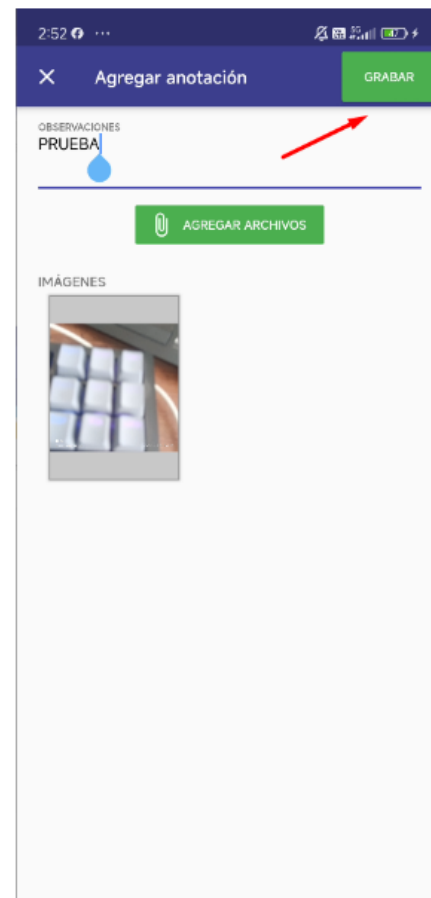 2:52
Agregar anotación
GRABAR
OBSERVACIONES
PRUEBA
AGREGAR ARCHIVOS
IMÁGENES